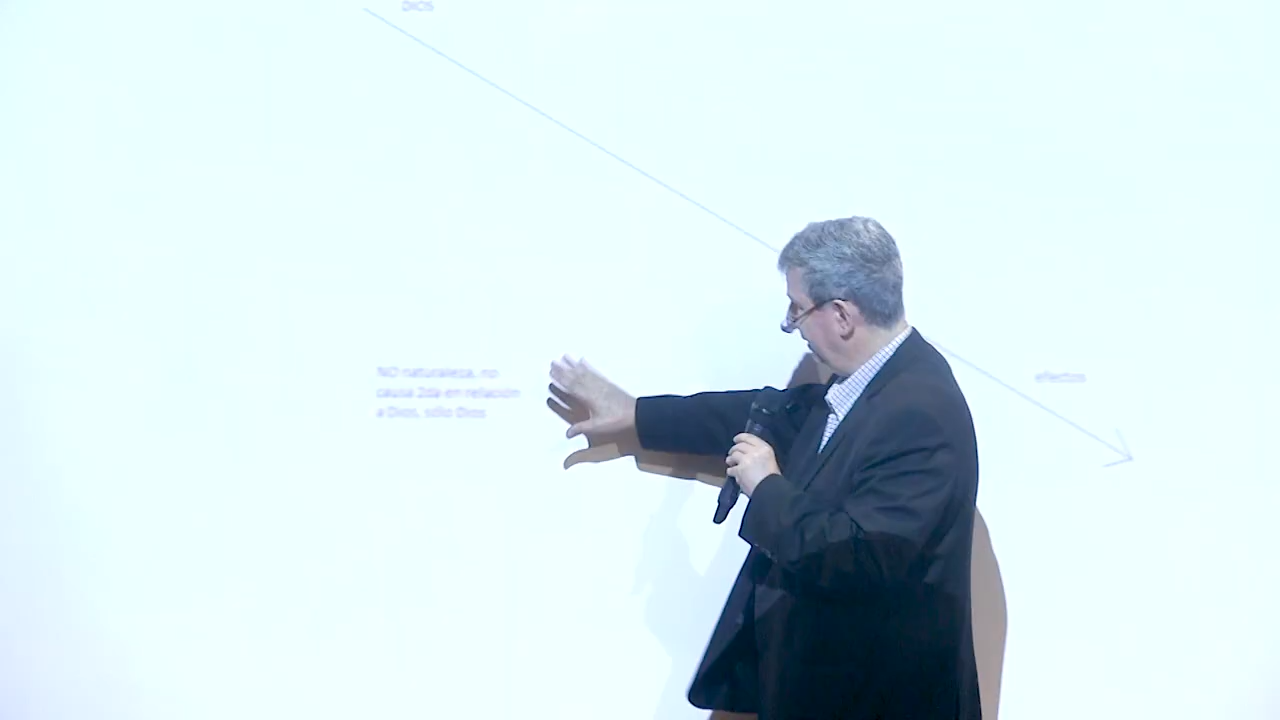 DIOS
NO naturaleza, no
causa 2da en relación
a Dios, sólo Dios
efectos